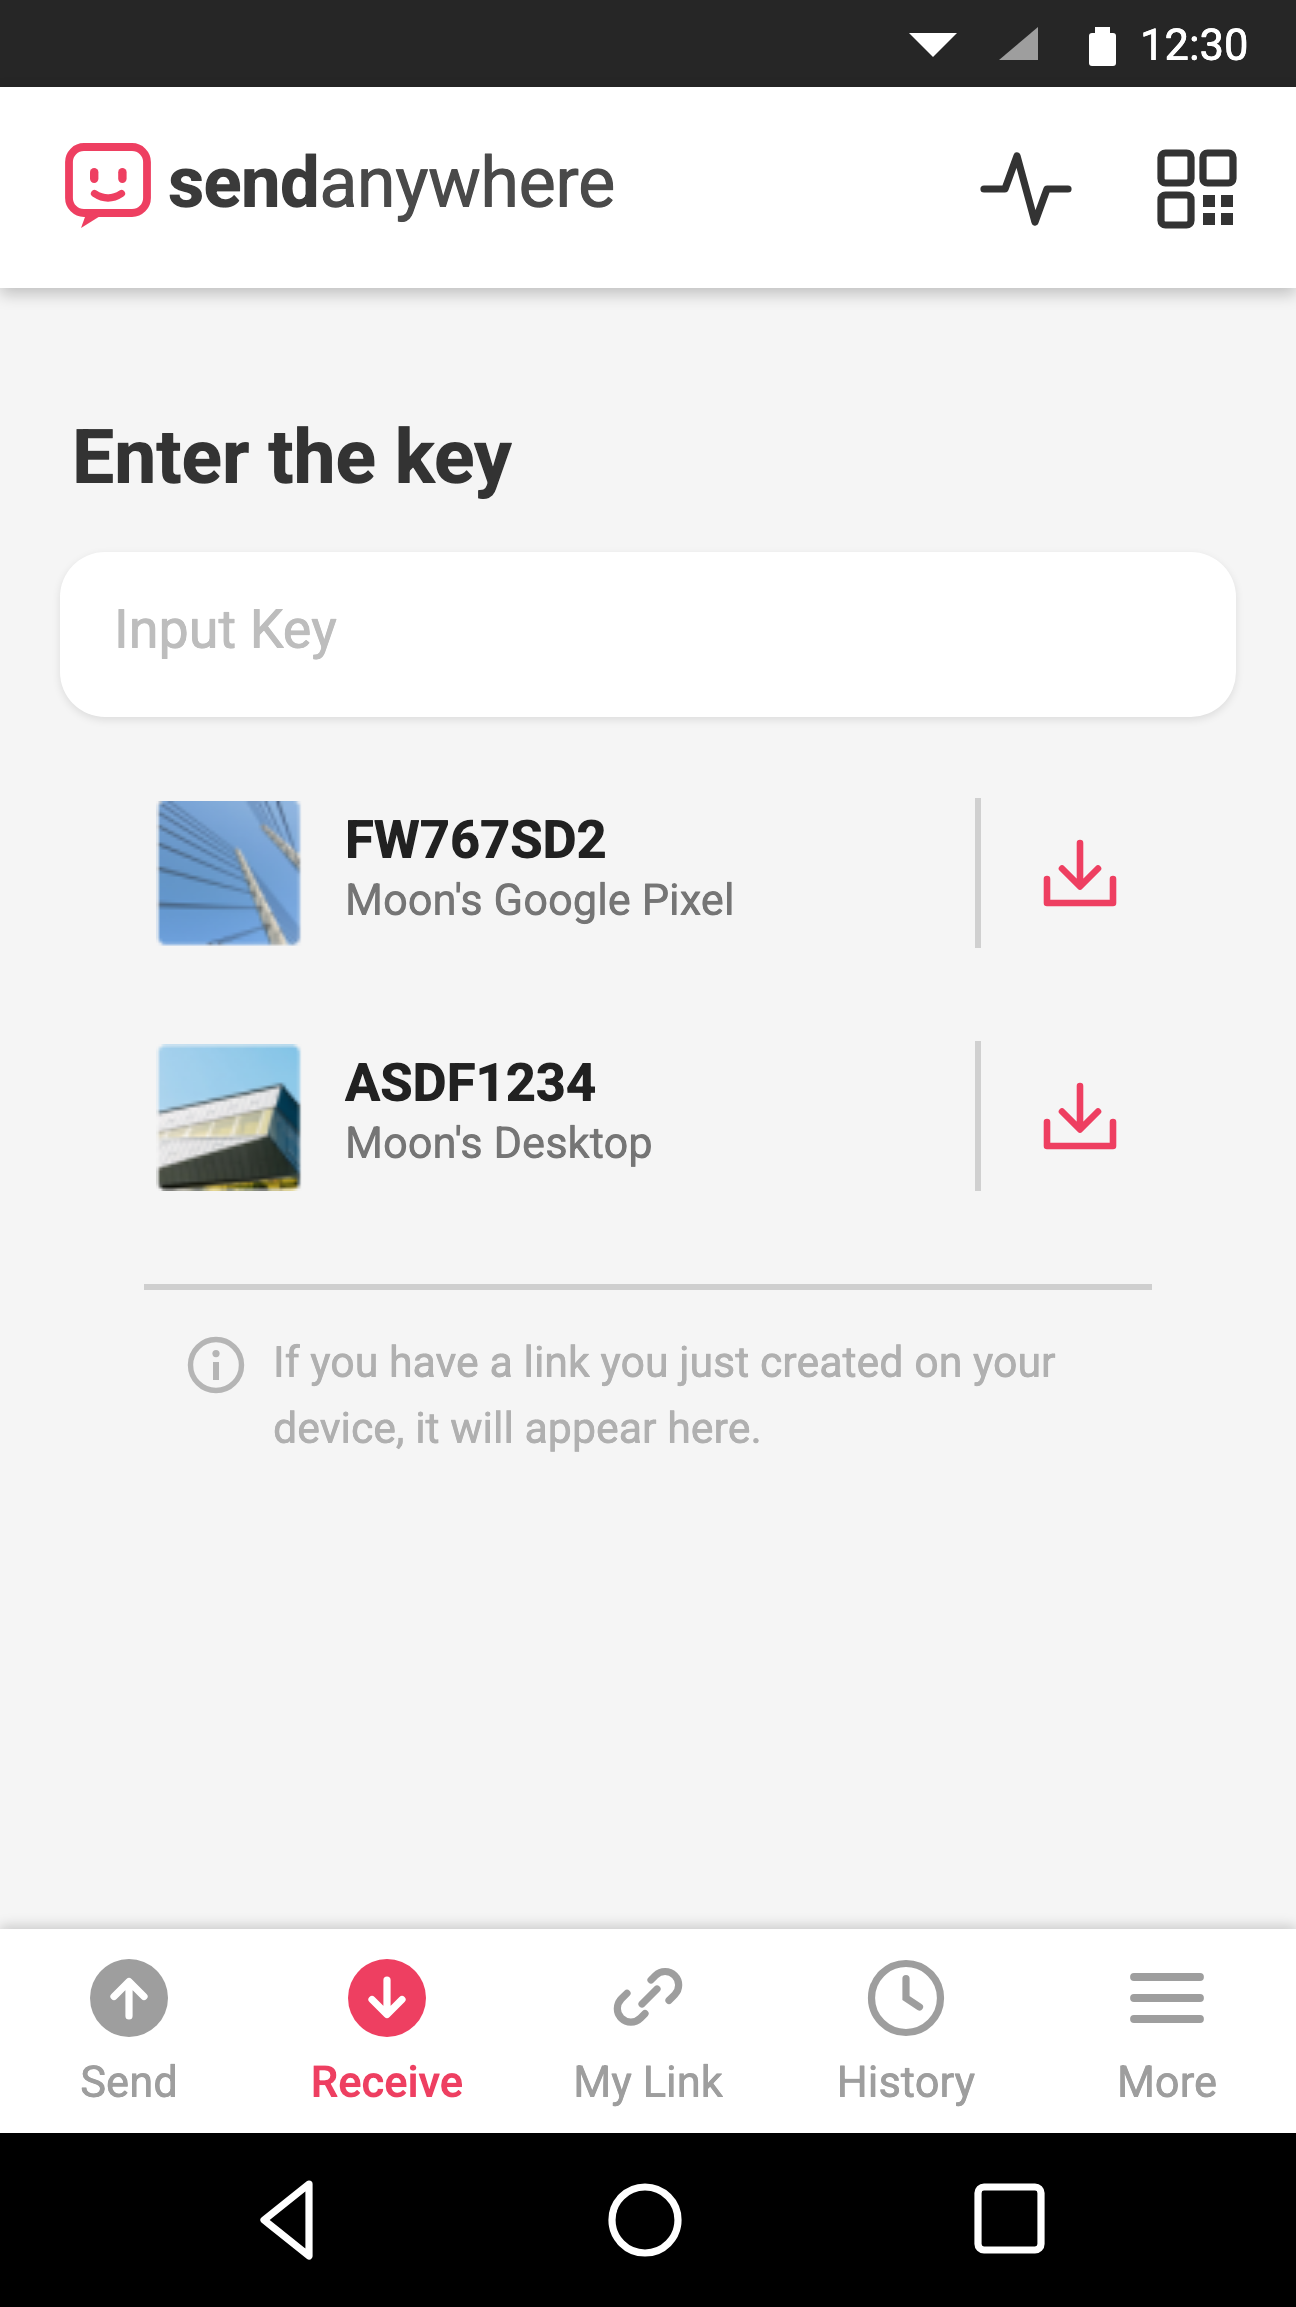 12:30
sendanywhere
Enter the key
Input Key
FW767SD2
Moon's Google Pixel
ASDF1234
Moon's Desktop
If you have a link you just created on your
device, it will appear here.
Send
Receive
My Link
History
More